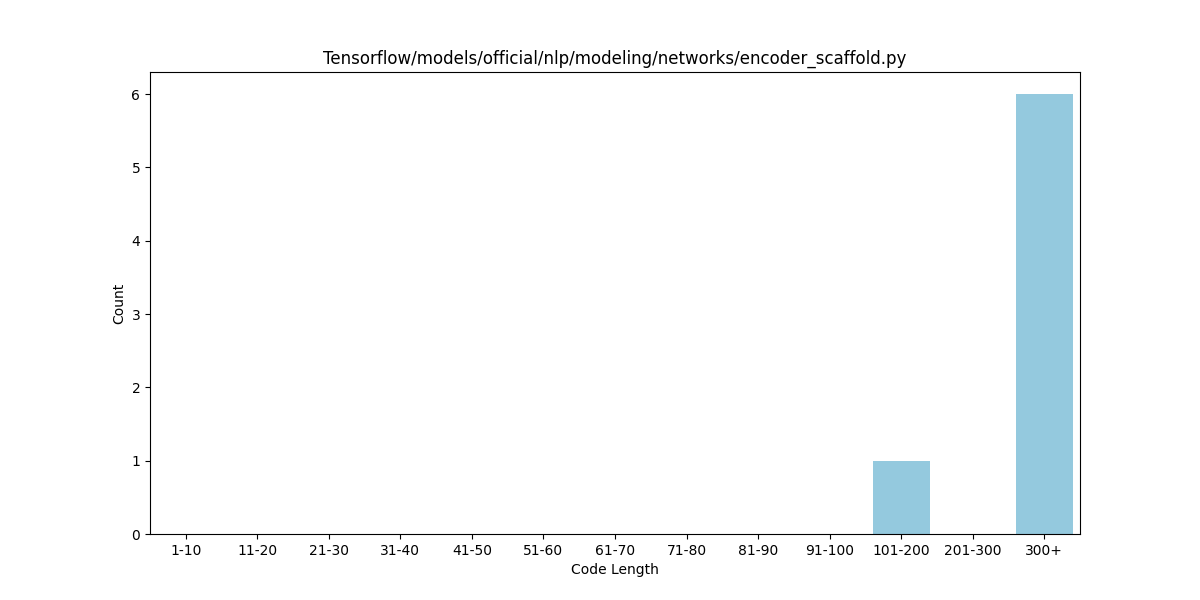 Tensorflow/models/official/nlp/modeling/networks/encoder_scaffold.py
6
5
4
3
2
1
0
Count
1-10 11-20 21-30 31-40 41-50 51-60 61-70 71-80 81-90 91-100 101-200 201-300 300+
Code Length